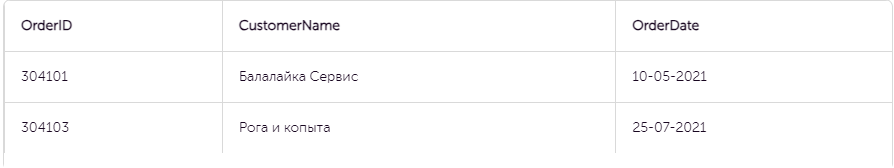 OrderID CustomerName OrderDate
304101 Балалайка Сервис 10-05-2021
304103 Рога и копыта 25-07-2021